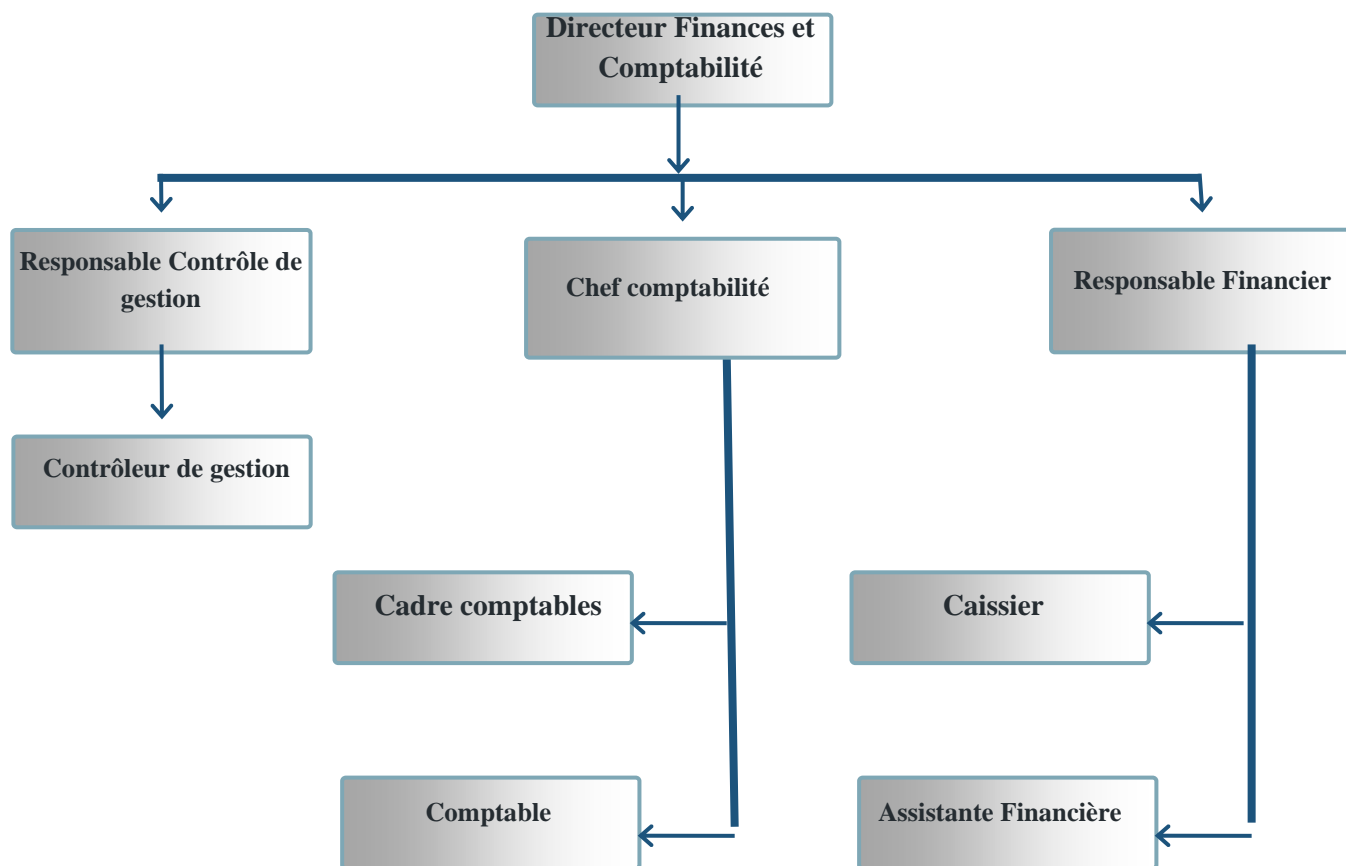 Directeur Finances et
Comptabilité
Responsable Contrôle de
gestion
Chef comptabilité
Responsable Financier
Contrôleur de gestion
Cadre comptables
Caissier
Comptable
Assistante Financière